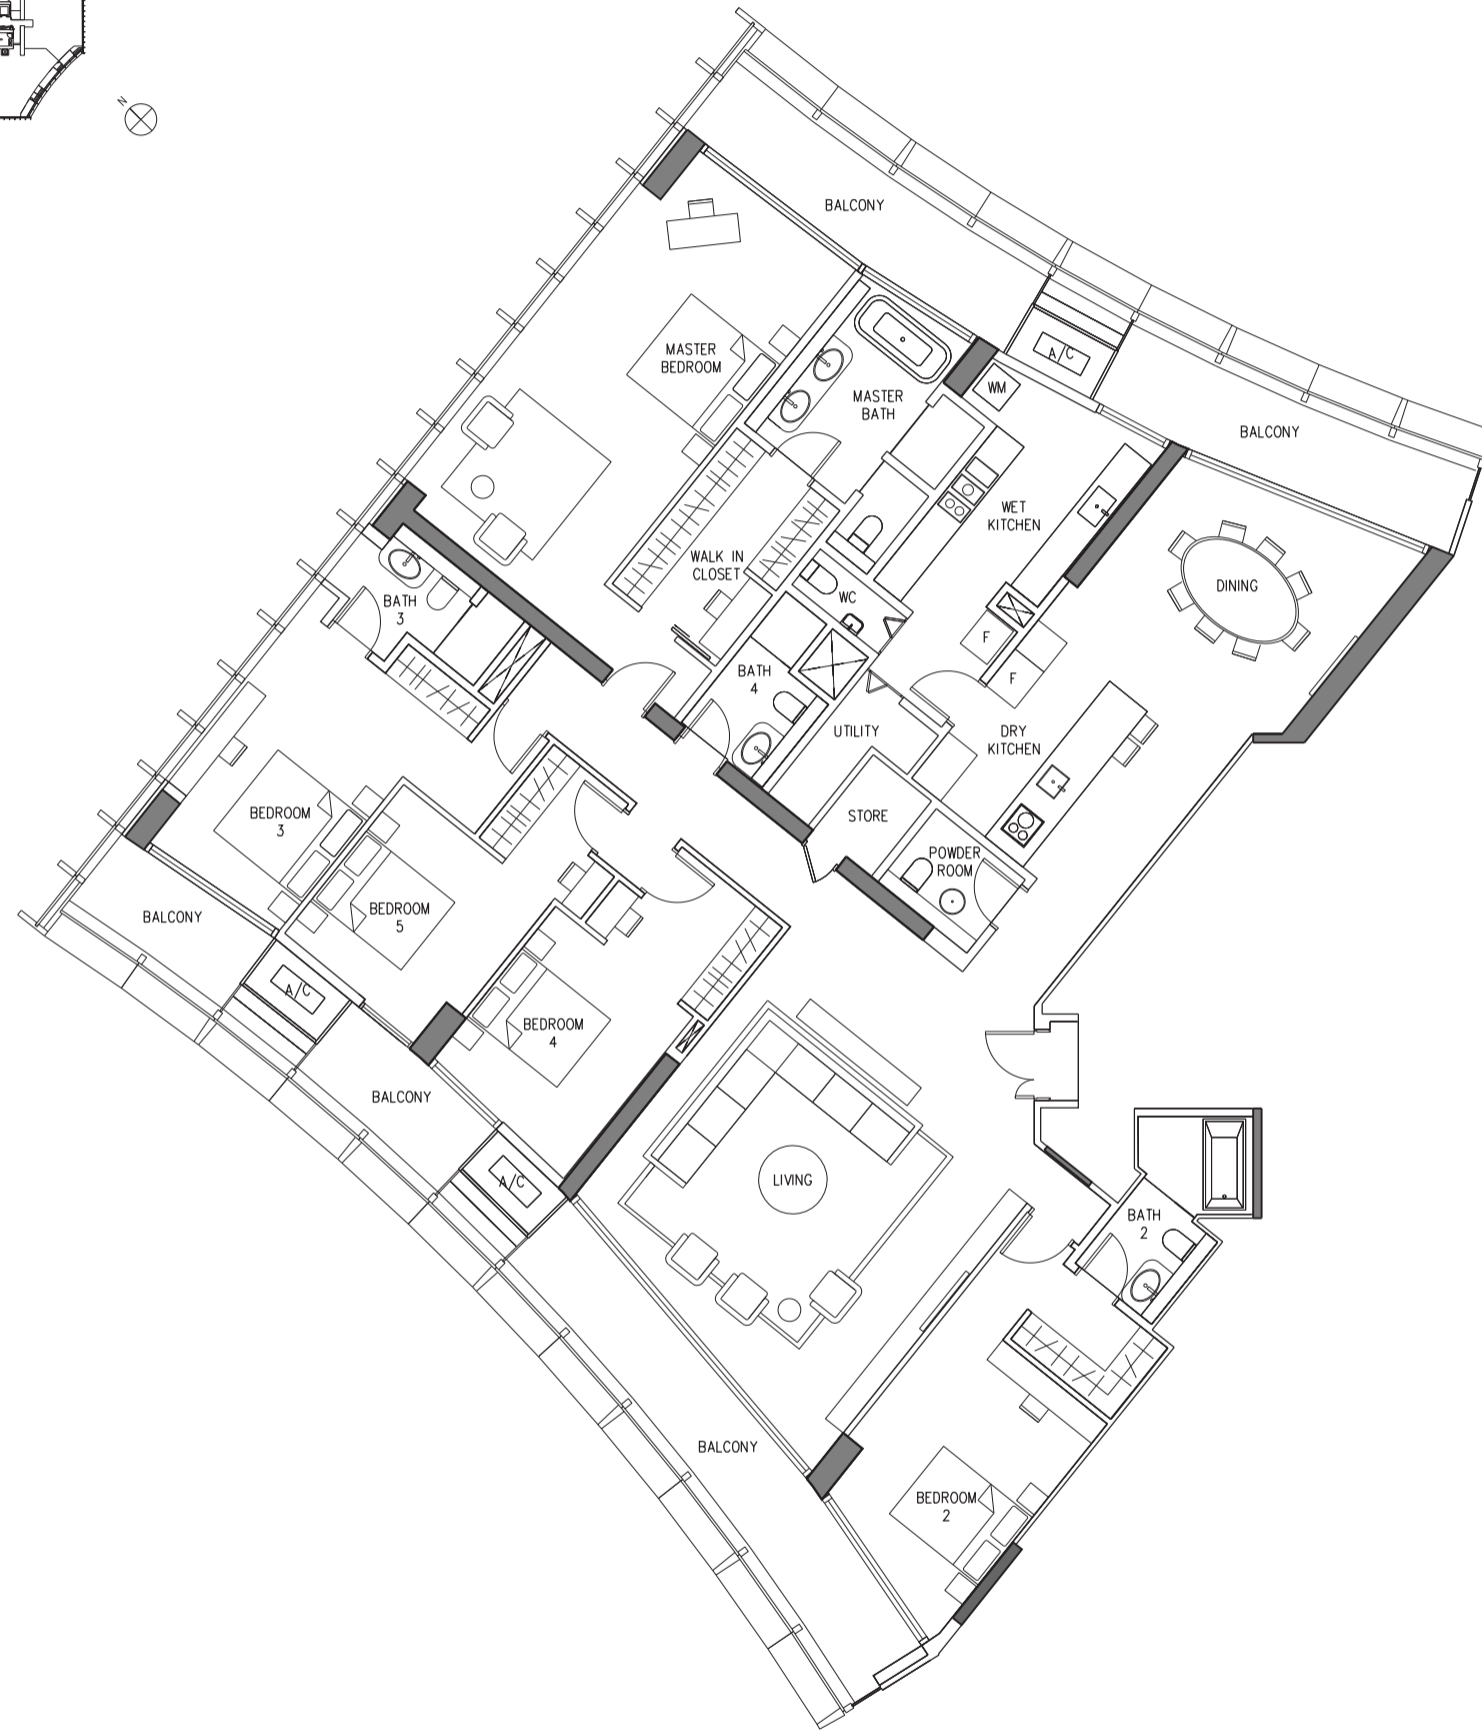 N
BALCONY
A/C
MASTER
BEDROOM
WM
MASTER
BATH
BALCONY
WET
KITCHEN
WALK IN
CLOSET
DINING
WC
BATH
3
F
F
BATH
4
UTILITY
DRY
KITCHEN
BEDROOM
3
STORE
POWDER
ROOM
BALCONY
BEDROOM
5
A/C
BEDROOM
4
BALCONY
A/C
LIVING
BATH
2
BALCONY
BEDROOM
2